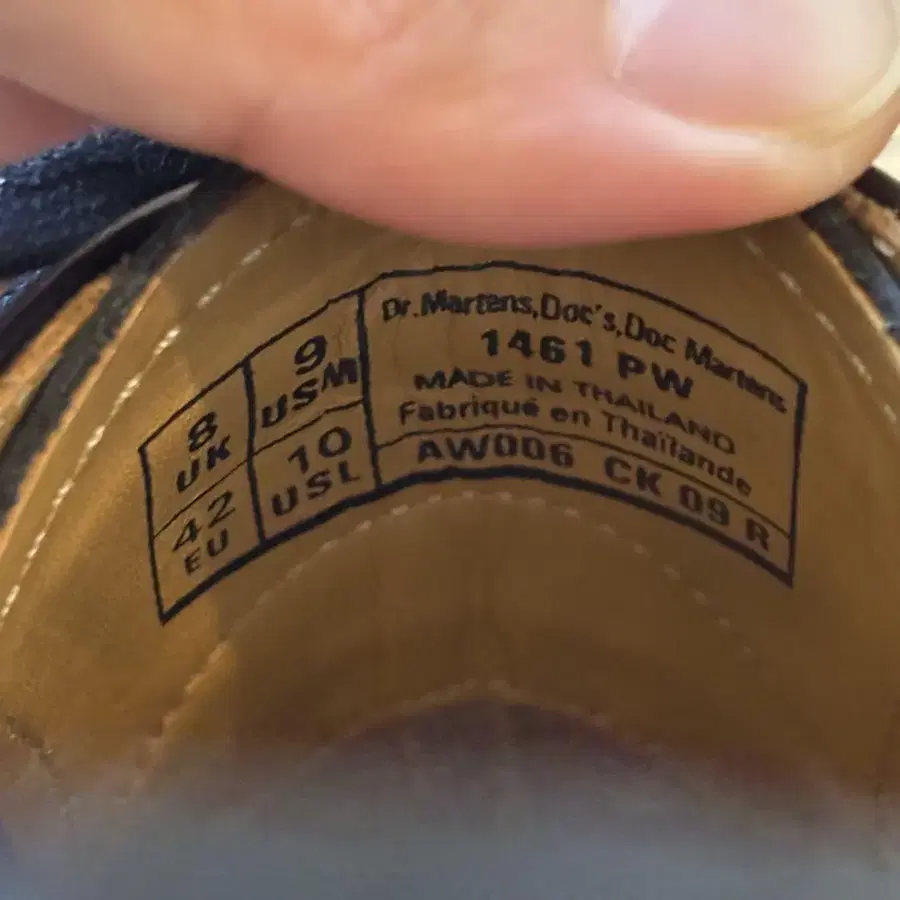 8
UK
9
USM
42
EU
10
USL
Dr.Martens,Doc's,Doc Martens
1461 PW
MADE IN THAILAND
Fabriqué en Thaïlande
AW006 CK 09 R